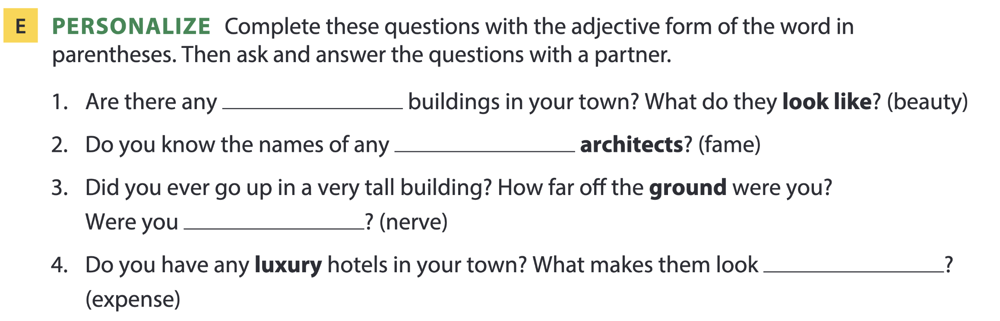 E PERSONALIZE Complete these questions with the adjective form of the word in
parentheses. Then ask and answer the questions with a partner.
1. Are there any ____________ buildings in your town? What do they look like? (beauty)
2. Do you know the names of any ____________ architects? (fame)
3. Did you ever go up in a very tall building? How far off the ground were you?
Were you ____________? (nerve)
4. Do you have any luxury hotels in your town? What makes them look ____________?
(expense)